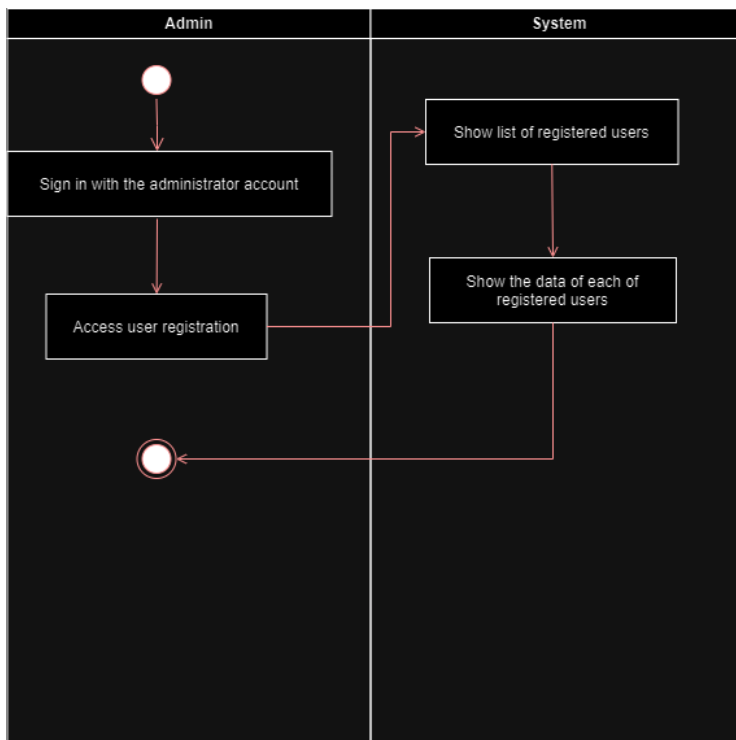 Admin
System
Sign in with the administrator account
Access user registration
Show list of registered users
Show the data of each of
registered users